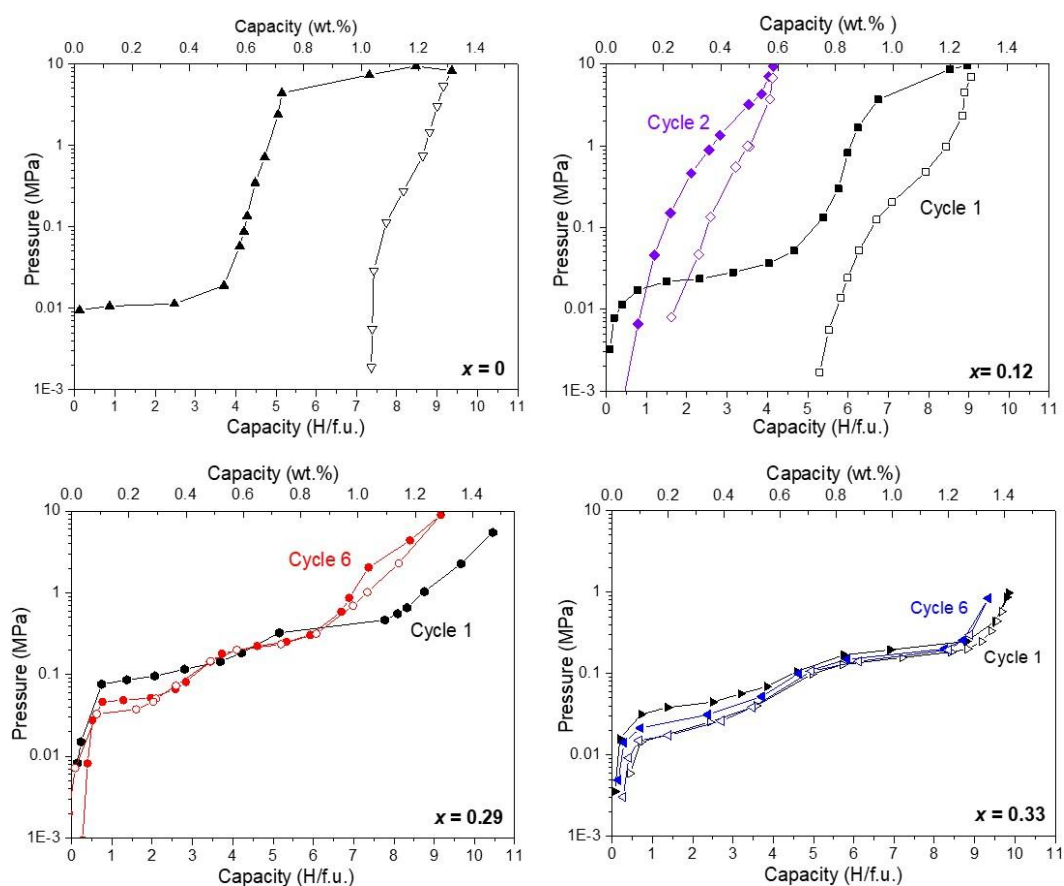 Capacity (wt.%)
0.0 0.2 0.4 0.6 0.8 1.0 1.2 1.4
Pressure (MPa)
10
1
0.1
0.01
1E-3
x = 0
0 1 2 3 4 5 6 7 8 9 10 11
Capacity (H/f.u.)
Capacity (wt.% )
0.0 0.2 0.4 0.6 0.8 1.0 1.2 1.4
Pressure (MPa)
10
1
0.1
0.01
1E-3
Cycle 2
Cycle 1
x= 0.12
0 1 2 3 4 5 6 7 8 9 10 11
Capacity (H/f.u.)
Capacity (wt.%)
0.0 0.2 0.4 0.6 0.8 1.0 1.2 1.4
Pressure (MPa)
10
1
0.1
0.01
1E-3
Cycle 6
Cycle 1
x = 0.29
0 1 2 3 4 5 6 7 8 9 10 11
Capacity (H/f.u.)
Capacity (wt.%)
0.0 0.2 0.4 0.6 0.8 1.0 1.2 1.4
Pressure (MPa)
10
1
0.1
0.01
1E-3
Cycle 6
Cycle 1
x = 0.33
0 1 2 3 4 5 6 7 8 9 10 11
Capacity (H/f.u.)